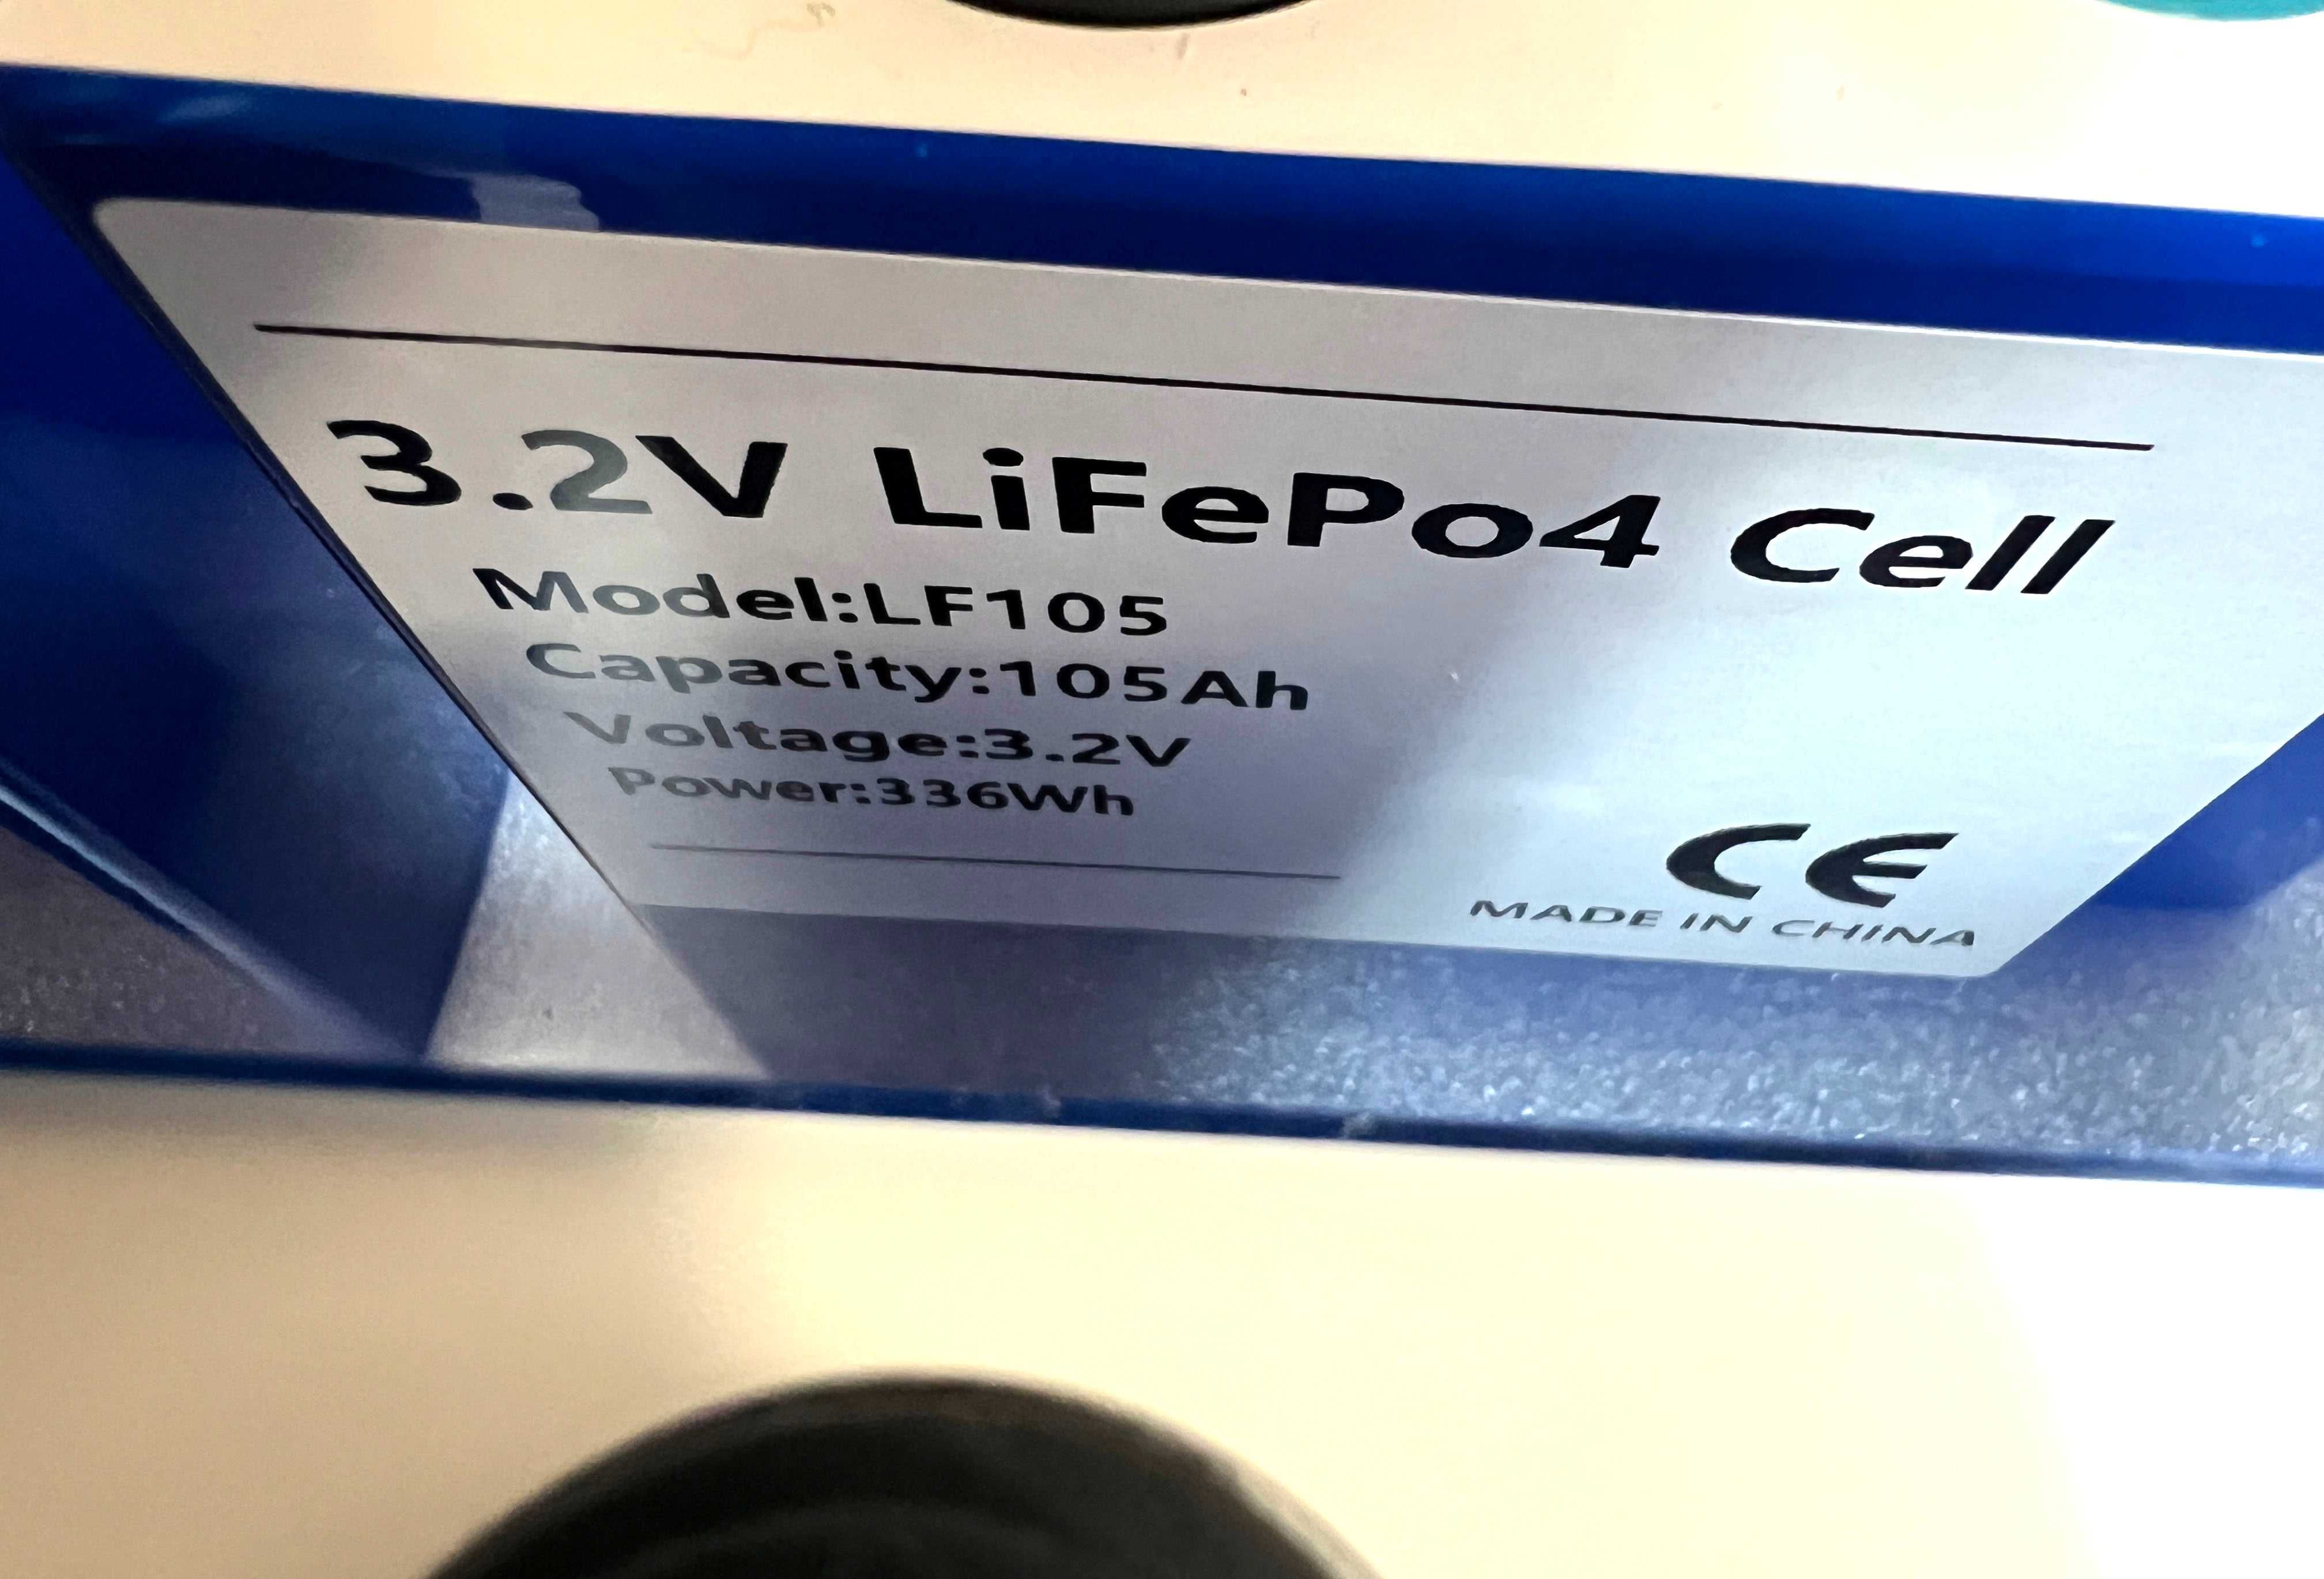 3.2V LiFePo4 Cell
Model:LF105
Capacity:105Ah
Voltage:3.2V
Power:336Wh
CE
MADE IN CHINA